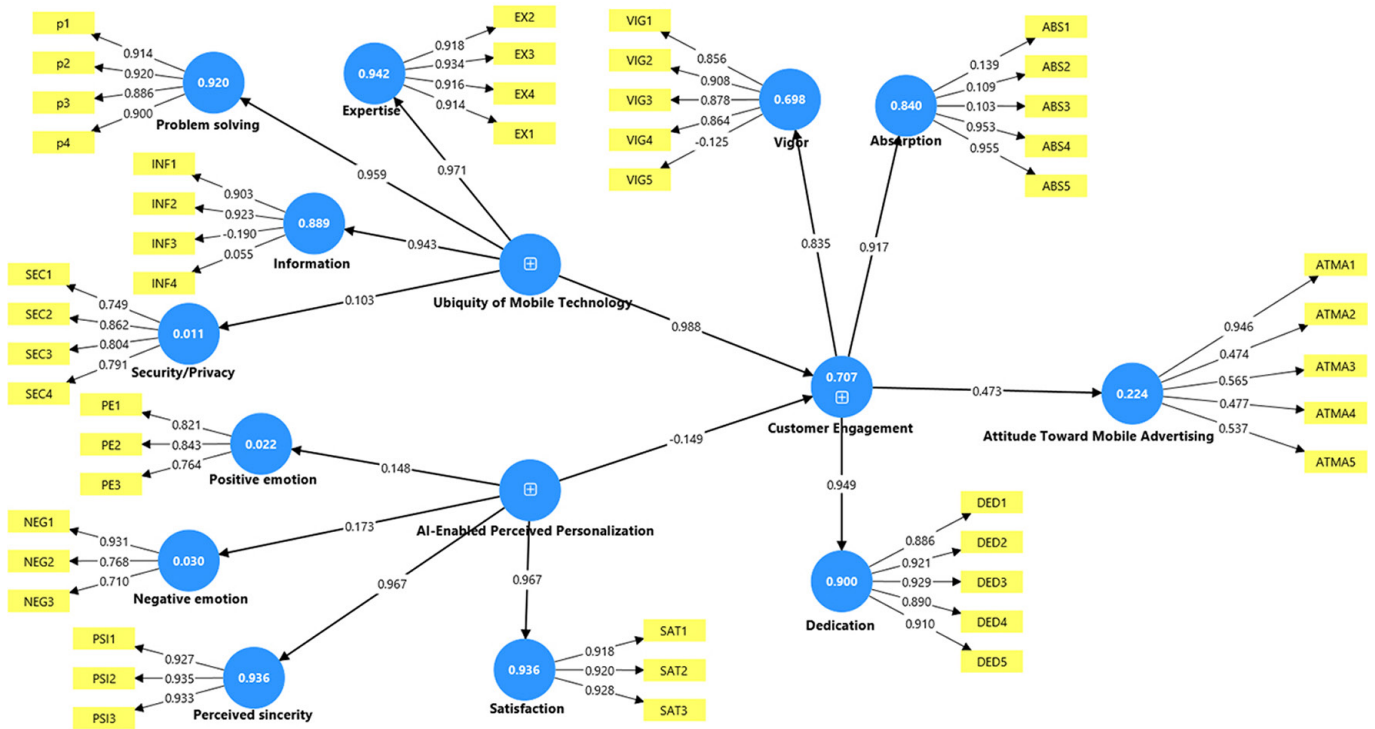 p1
p2
p3
p4
0.914
0.920
0.886
0.900
0.920
Problem solving
EX2
EX3
EX4
EX1
0.918
0.934
0.916
0.914
0.942
Expertise
VIG1
VIG2
VIG3
VIG4
VIG5
0.856
0.908
0.878
0.864
-0.125
0.698
Vigor
ABS1
ABS2
ABS3
ABS4
ABS5
0.139
0.109
0.103
0.953
0.955
0.840
Absarption
INF1
INF2
INF3
INF4
0.903
0.923
-0.190
0.055
0.889
Information
0.959
0.971
0.943
0.103
Ubiquity of Mobile Technology
SEC1
SEC2
SEC3
SEC4
0.749
0.862
0.804
0.791
0.011
Security/Privacy
0.835
0.917
0.988
0.707
Customer Engagement
0.473
0.224
Attitude Toward Mobile Advertising
ATMA1
ATMA2
ATMA3
ATMA4
ATMA5
0.946
0.474
0.565
0.477
0.537
PE1
PE2
PE3
0.821
0.843
0.764
0.022
Positive emotion
0.148
-0.149
AI-Enabled Perceived Personalization
0.173
0.967
0.967
0.949
NEG1
NEG2
NEG3
0.931
0.768
0.710
0.030
Negative emotion
DED1
DED2
DED3
DED4
DED5
0.886
0.921
0.929
0.890
0.910
0.900
Dedication
PSI1
PSI2
PSI3
0.927
0.935
0.933
0.936
Perceived sincerity
SAT1
SAT2
SAT3
0.918
0.920
0.928
0.936
Satisfaction